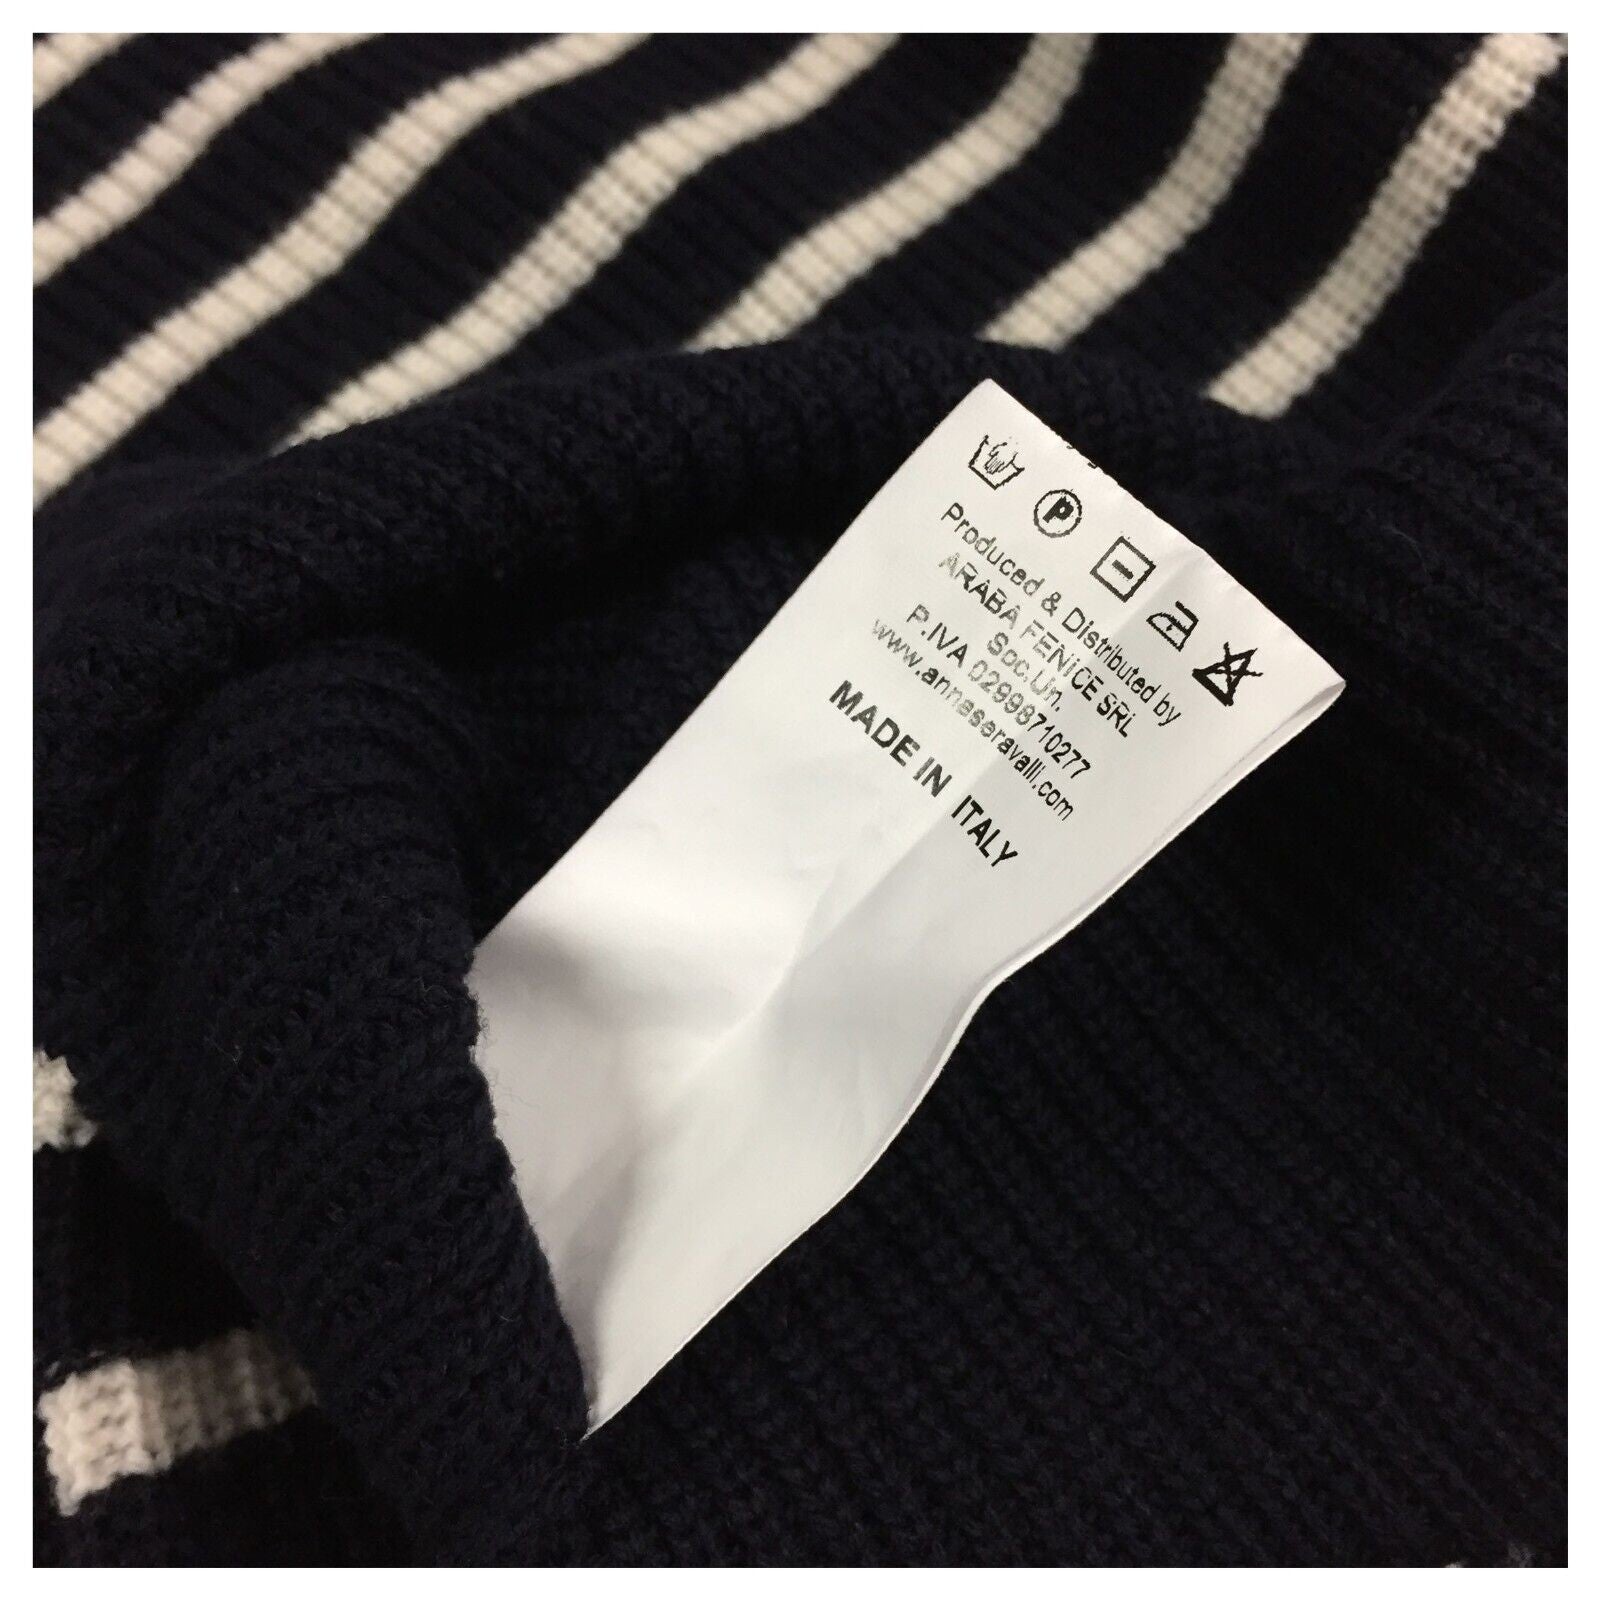 P
Produced & Distributed by
ARABA FENICE SRL
Soc.Un.
P.IVA 02998710277
www.annaseravalli.com
MADE IN ITALY